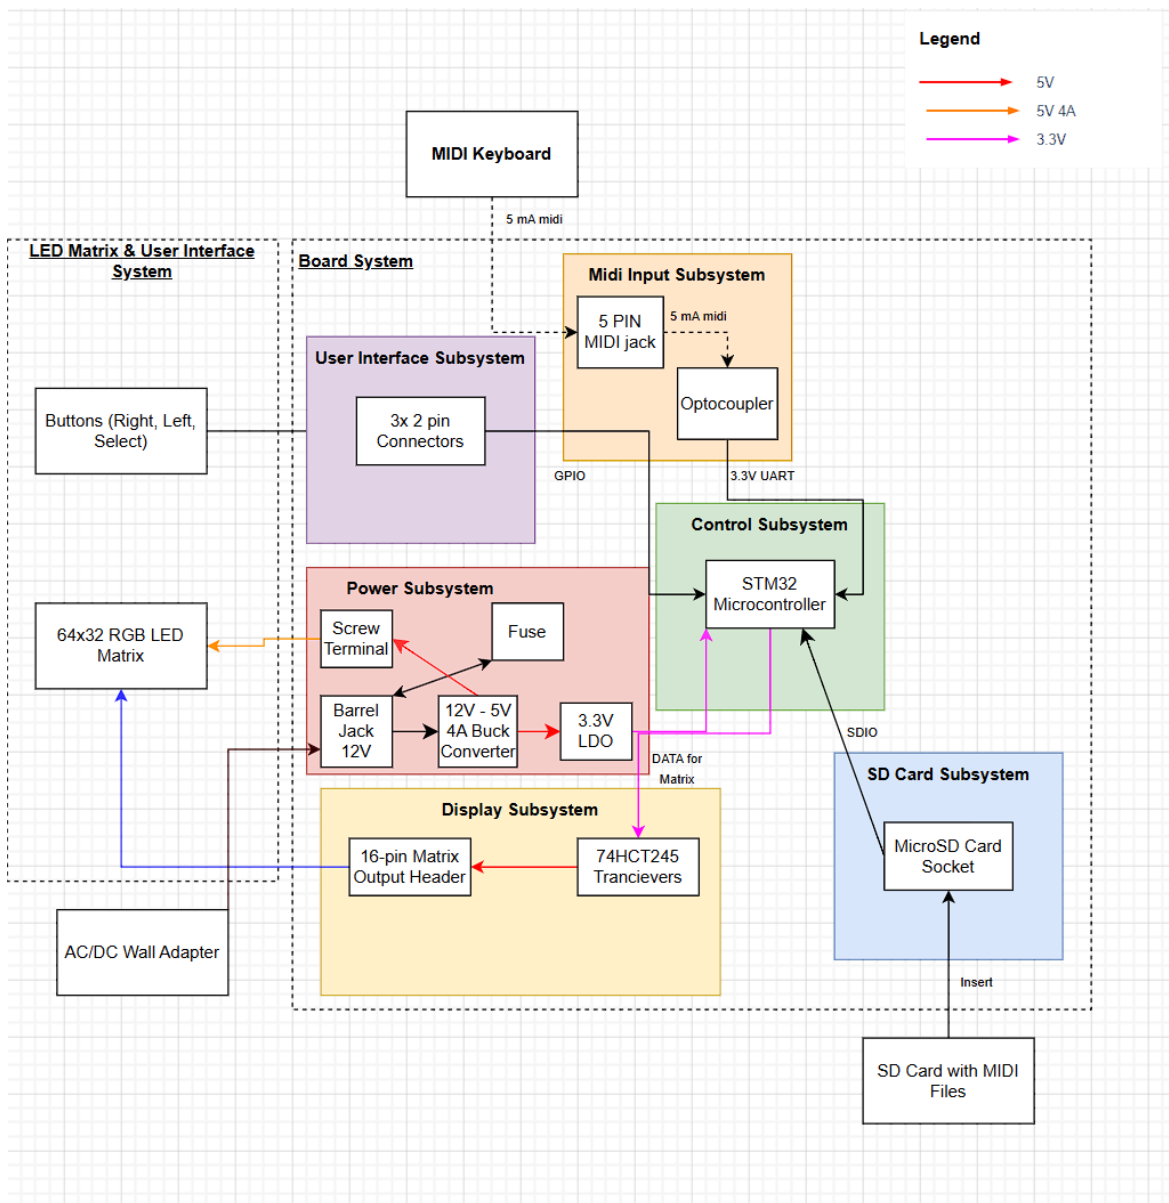 Legend
5V
5V 4A
3.3V
MIDI Keyboard
5 mA midi
LED Matrix & User Interface
System
Board System
Midi Input Subsystem
5 PIN
MIDI jack
5 mA midi
Optocoupler
User Interface Subsystem
3x 2 pin
Connectors
Buttons (Right, Left,
Select)
GPIO
3.3V UART
Control Subsystem
STM32
Microcontroller
Power Subsystem
Screw
Terminal
Fuse
64x32 RGB LED
Matrix
Barrel
Jack
12V
12V - 5V
4A Buck
Converter
3.3V
LDO
SDIO
DATA for
Matrix
SD Card Subsystem
Display Subsystem
16-pin Matrix
Output Header
74HCT245
Trancievers
MicroSD Card
Socket
AC/DC Wall Adapter
Insert
SD Card with MIDI
Files